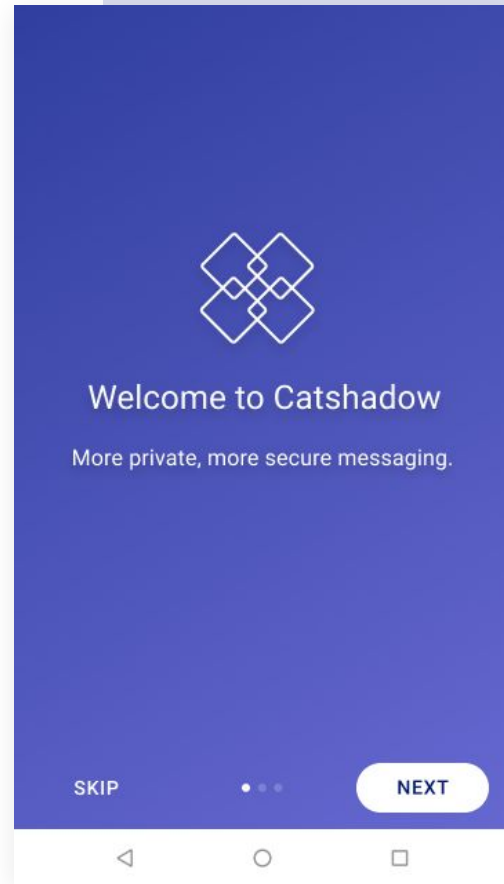 Welcome to Catshadow
More private, more secure messaging.
SKIP
NEXT